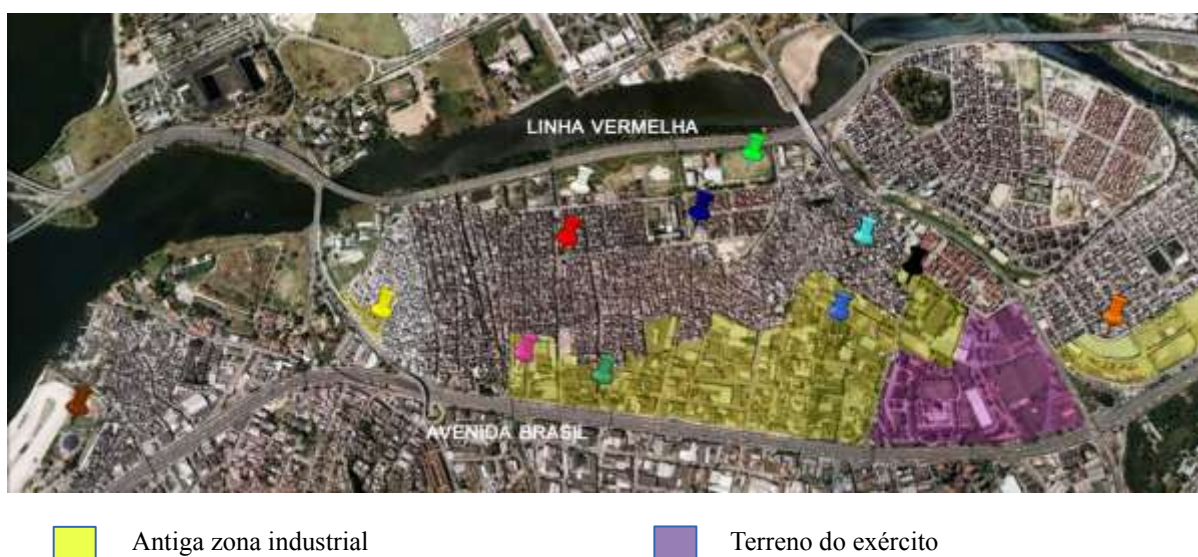 LINHA VERMELHA
AVENIDA BRASIL
Antiga zona industrial
Terreno do exército